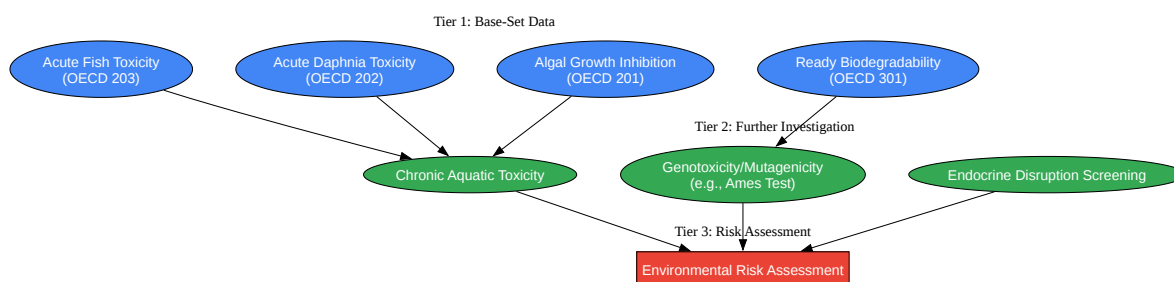 Tier 1: Base-Set Data
Acute Fish Toxicity
(OECD 203)
Acute Daphnia Toxicity
(OECD 202)
Algal Growth Inhibition
(OECD 201)
Ready Biodegradability
(OECD 301)
Tier 2: Further Investigation
Chronic Aquatic Toxicity
Genotoxicity/Mutagenicity
(e.g., Ames Test)
Endocrine Disruption Screening
Tier 3: Risk Assessment
Environmental Risk Assessment